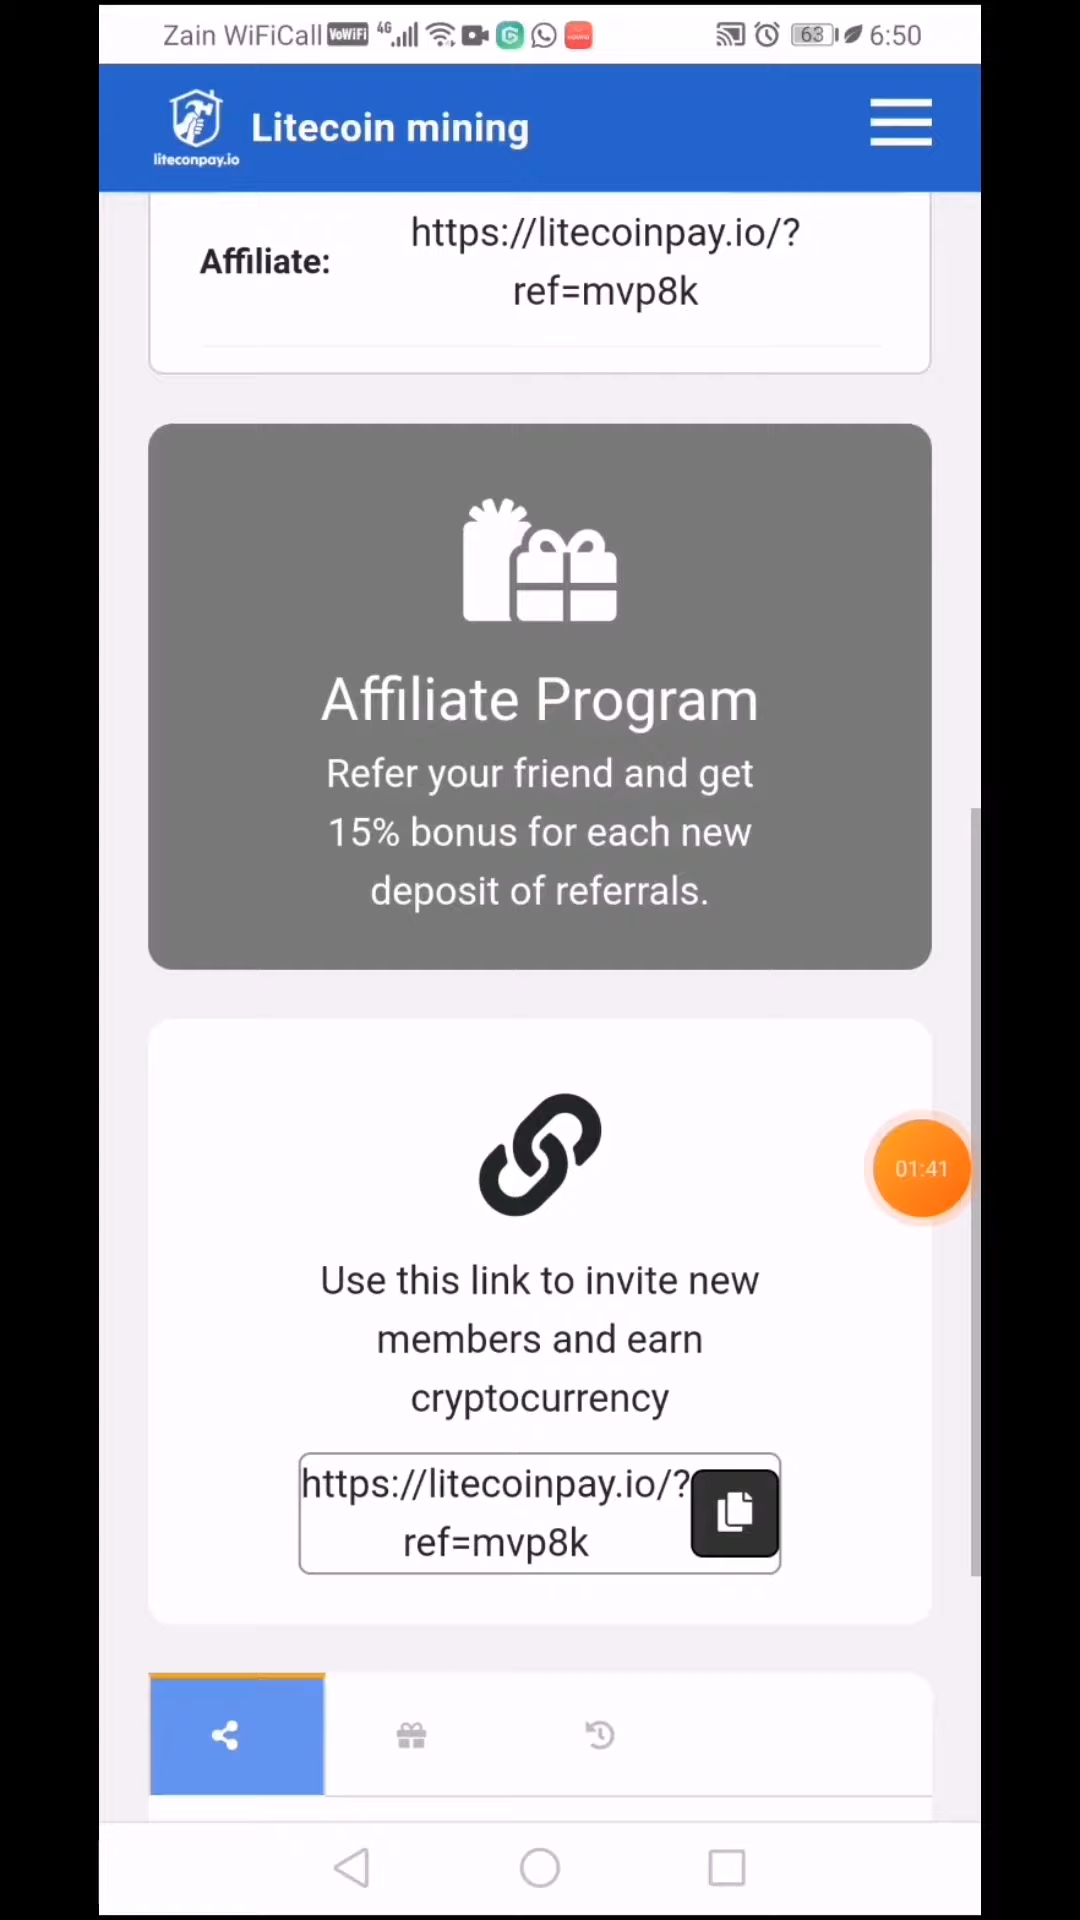 Zain WiFiCall VoWiFi 4G 63 6:50
Litecoin mining
liteconpay.io
https://litecoinpay.io/?
Affiliate:
ref=mvp8k
Affiliate Program
Refer your friend and get
15% bonus for each new
deposit of referrals.
01:41
Use this link to invite new
members and earn
cryptocurrency
https://litecoinpay.io/?
ref=mvp8k